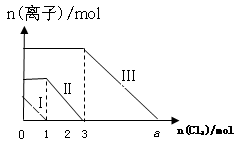 n(离子)/mol
III
II
I
0 1 2 3 a n(Cl₂)/mol